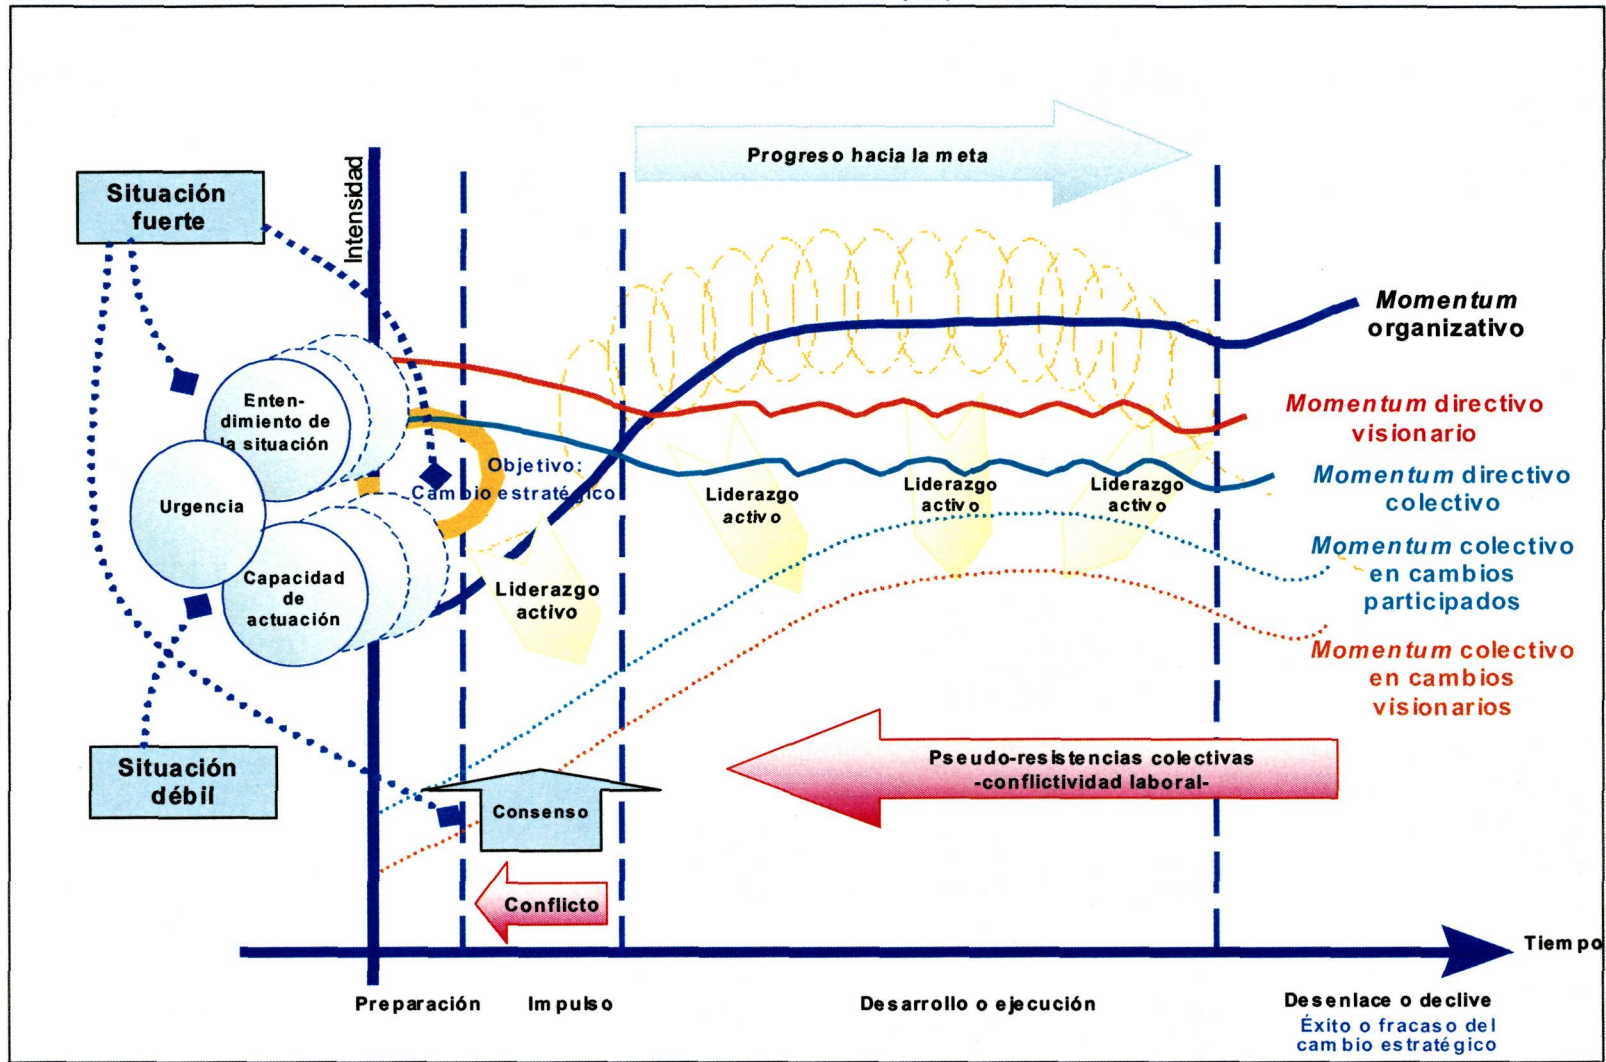 Progreso hacia la meta
Intensidad
Situación
fuerte
Momentum
organizativo
Enten-
dimiento de
la situación
Momentum directivo
visionario
Objetivo:
Cambio estratégico
Momentum directivo
colectivo
Urgencia
Liderazgo
activo
Liderazgo
activo
Liderazgo
activo
Momentum colectivo
en cambios
participados
Capacidad
de
actuación
Liderazgo
activo
Momentum colectivo
en cambios
visionarios
Situación
débil
Pseudo-resistencias colectivas
-conflictividad laboral-
Consenso
Conflicto
Tiempo
Preparación
Impulso
Desarrollo o ejecución
Desenlace o declive
Éxito o fracaso del
cambio estratégico